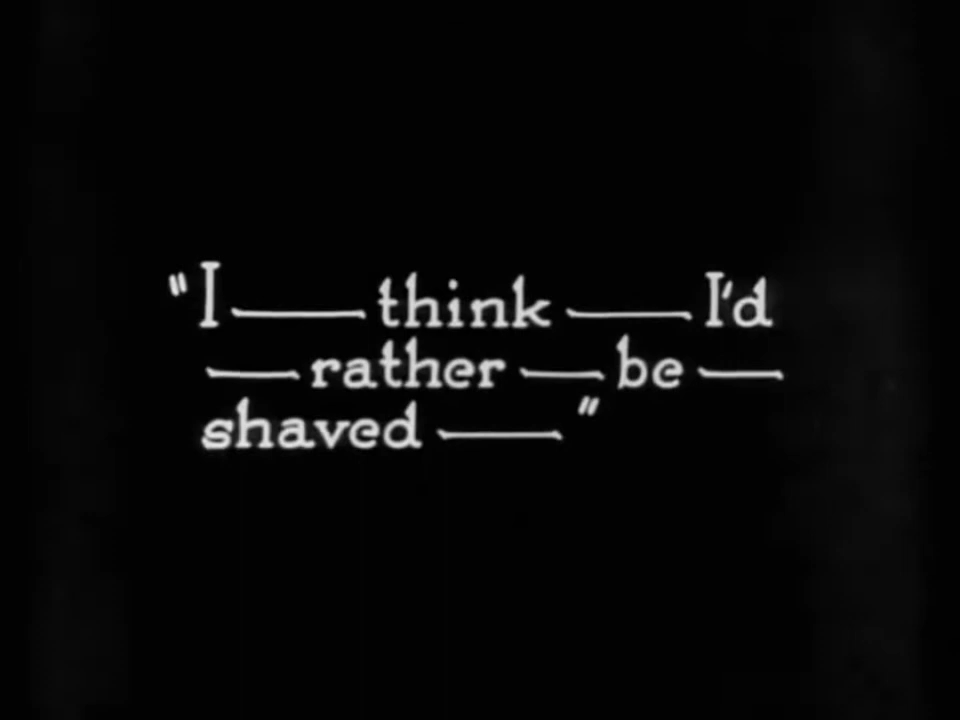 "I —— think —— I'd
—— rather —— be ——
shaved ——"